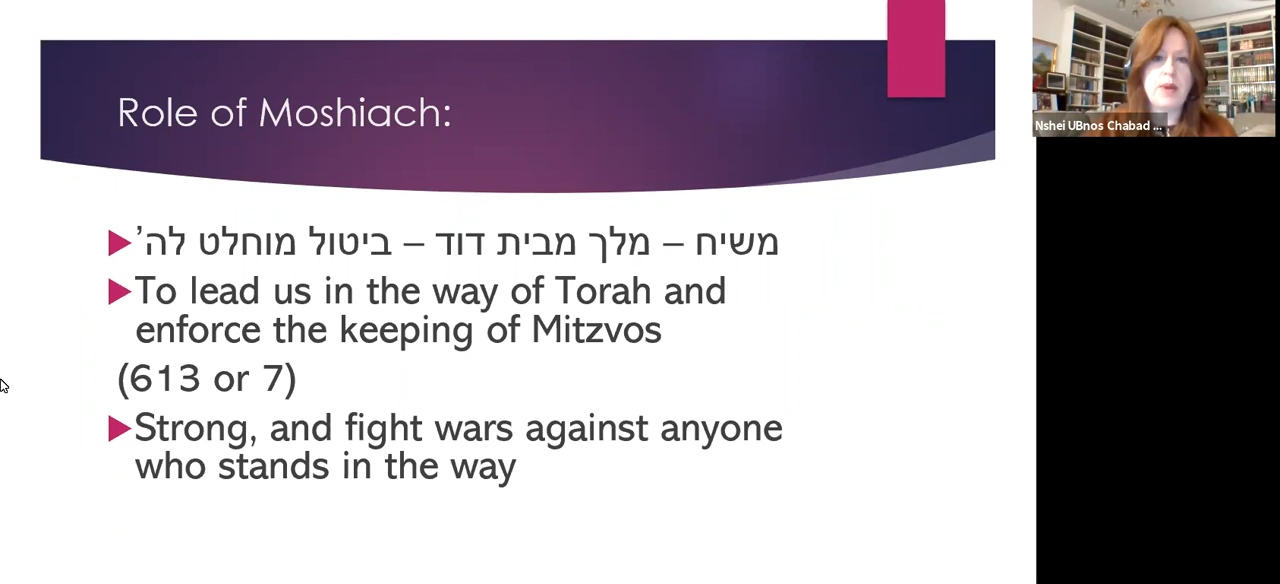 Role of Moshiach:
משיח – מלך מבית דוד – ביטול מוחלט לה'
To lead us in the way of Torah and
enforce the keeping of Mitzvos
(613 or 7)
Strong, and fight wars against anyone
who stands in the way
Nshei UBnos Chabad ...